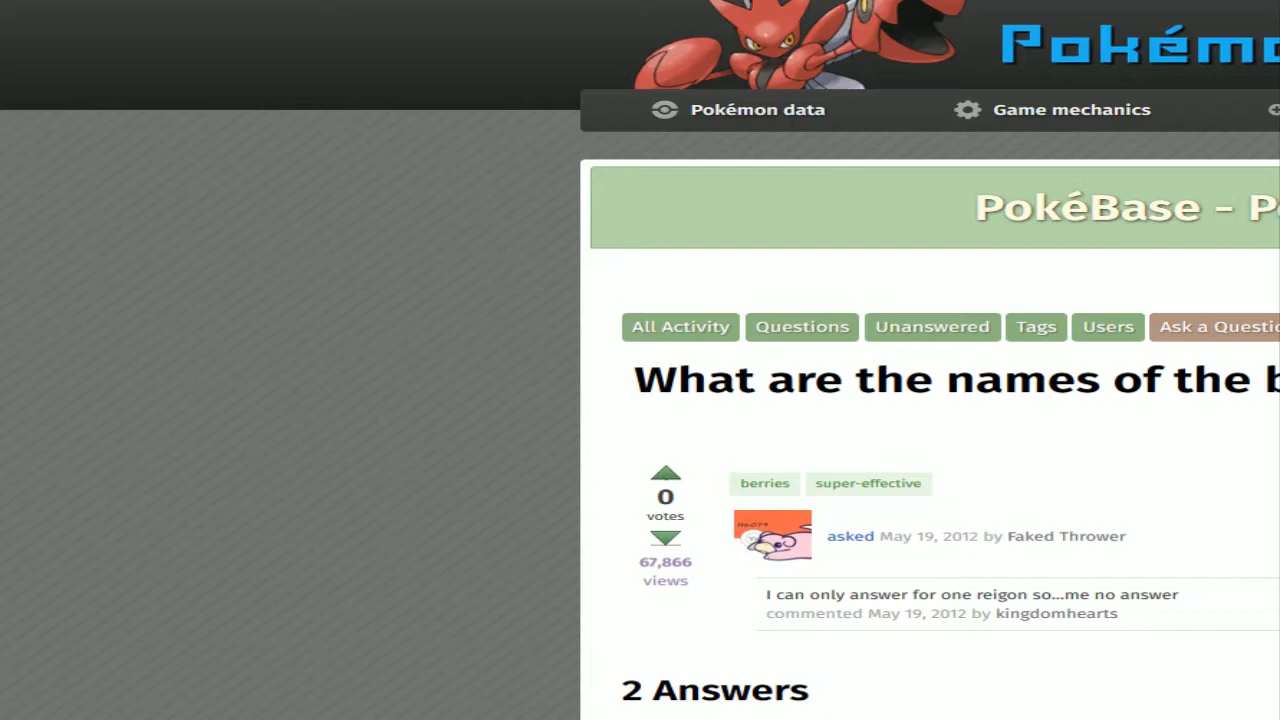 Pokémo
Pokémon data
Game mechanics
PokéBase - P
All Activity
Questions
Unanswered
Tags
Users
Ask a Questio
What are the names of the b
0
votes
67,866
views
berries
super-effective
asked May 19, 2012 by Faked Thrower
I can only answer for one reigon so...me no answer
commented May 19, 2012 by kingdomhearts
2 Answers